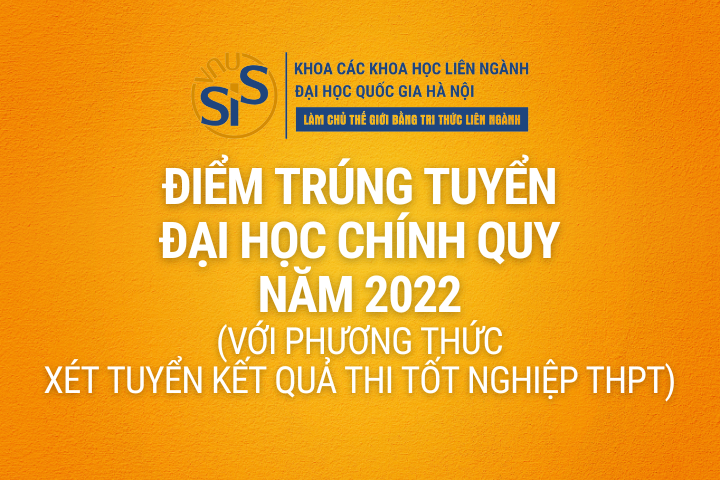 VNU
SIS
KHOA CÁC KHOA HỌC LIÊN NGÀNH
ĐẠI HỌC QUỐC GIA HÀ NỘI
LÀM CHỦ THẾ GIỚI BẰNG TRI THỨC LIÊN NGÀNH
ĐIỂM TRÚNG TUYỂN
ĐẠI HỌC CHÍNH QUY
NĂM 2022
(VỚI PHƯƠNG THỨC
XÉT TUYỂN KẾT QUẢ THI TỐT NGHIỆP THPT)